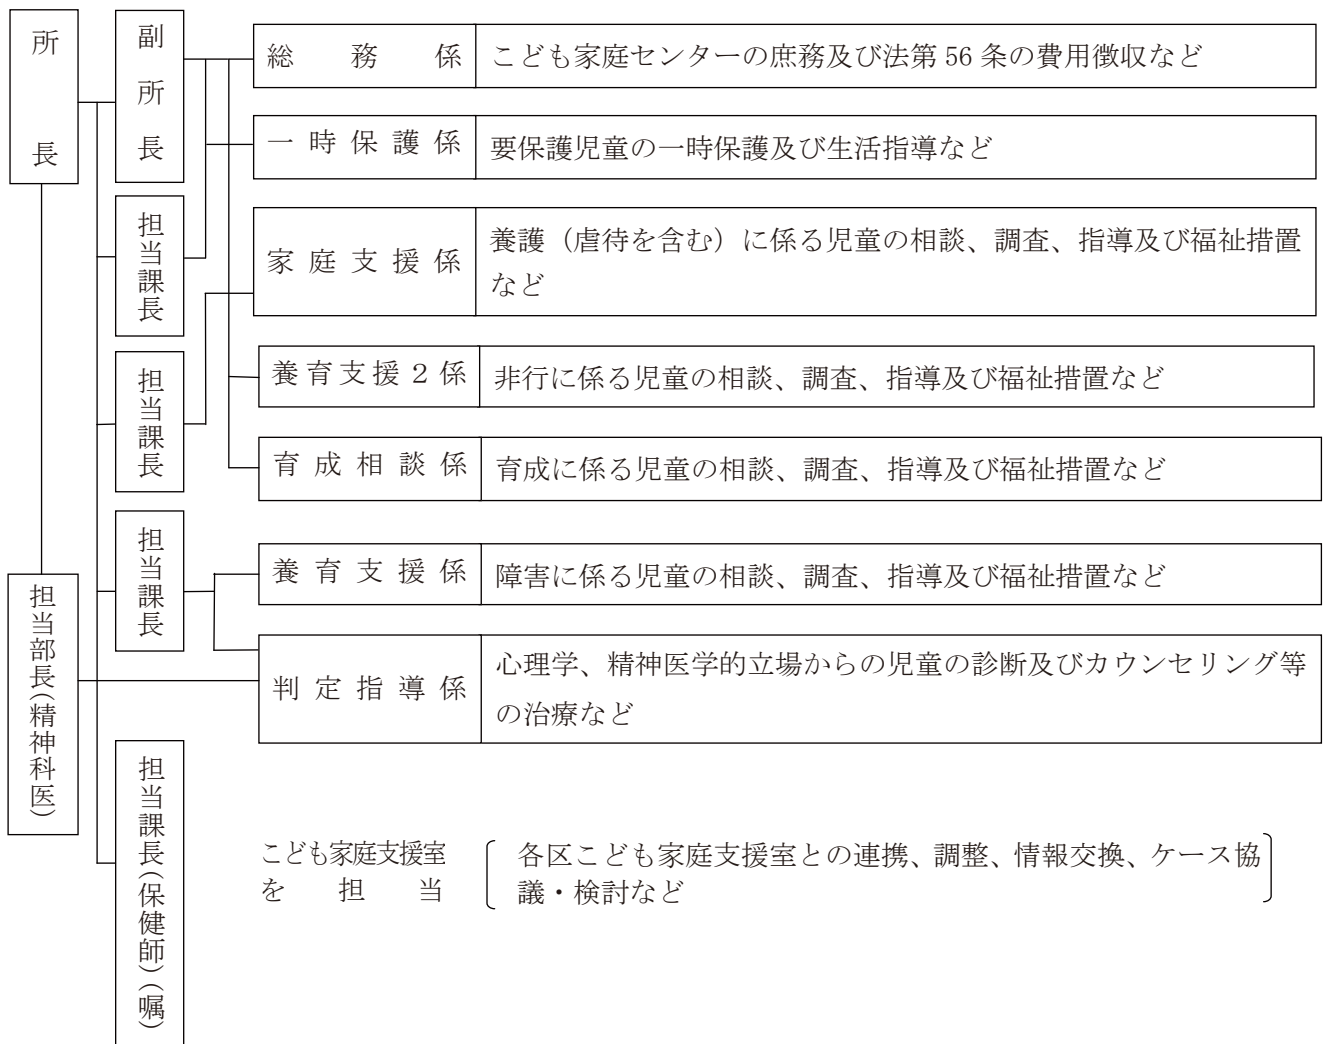 所長
副所長
総務係
こども家庭センターの庶務及び法第56条の費用徴収など
一時保護係
要保護児童の一時保護及び生活指導など
担当課長
家庭支援係
養護（虐待を含む）に係る児童の相談、調査、指導及び福祉措置
など
担当課長
養育支援２係
非行に係る児童の相談、調査、指導及び福祉措置など
育成相談係
育成に係る児童の相談、調査、指導及び福祉措置など
担当課長
養育支援係
障害に係る児童の相談、調査、指導及び福祉措置など
担当部長（精神科医）
判定指導係
心理学、精神医学的立場からの児童の診断及びカウンセリング等
の治療など
担当課長（保健師）（嘱）
こども家庭支援室
を担当
各区こども家庭支援室との連携、調整、情報交換、ケース協
議・検討など